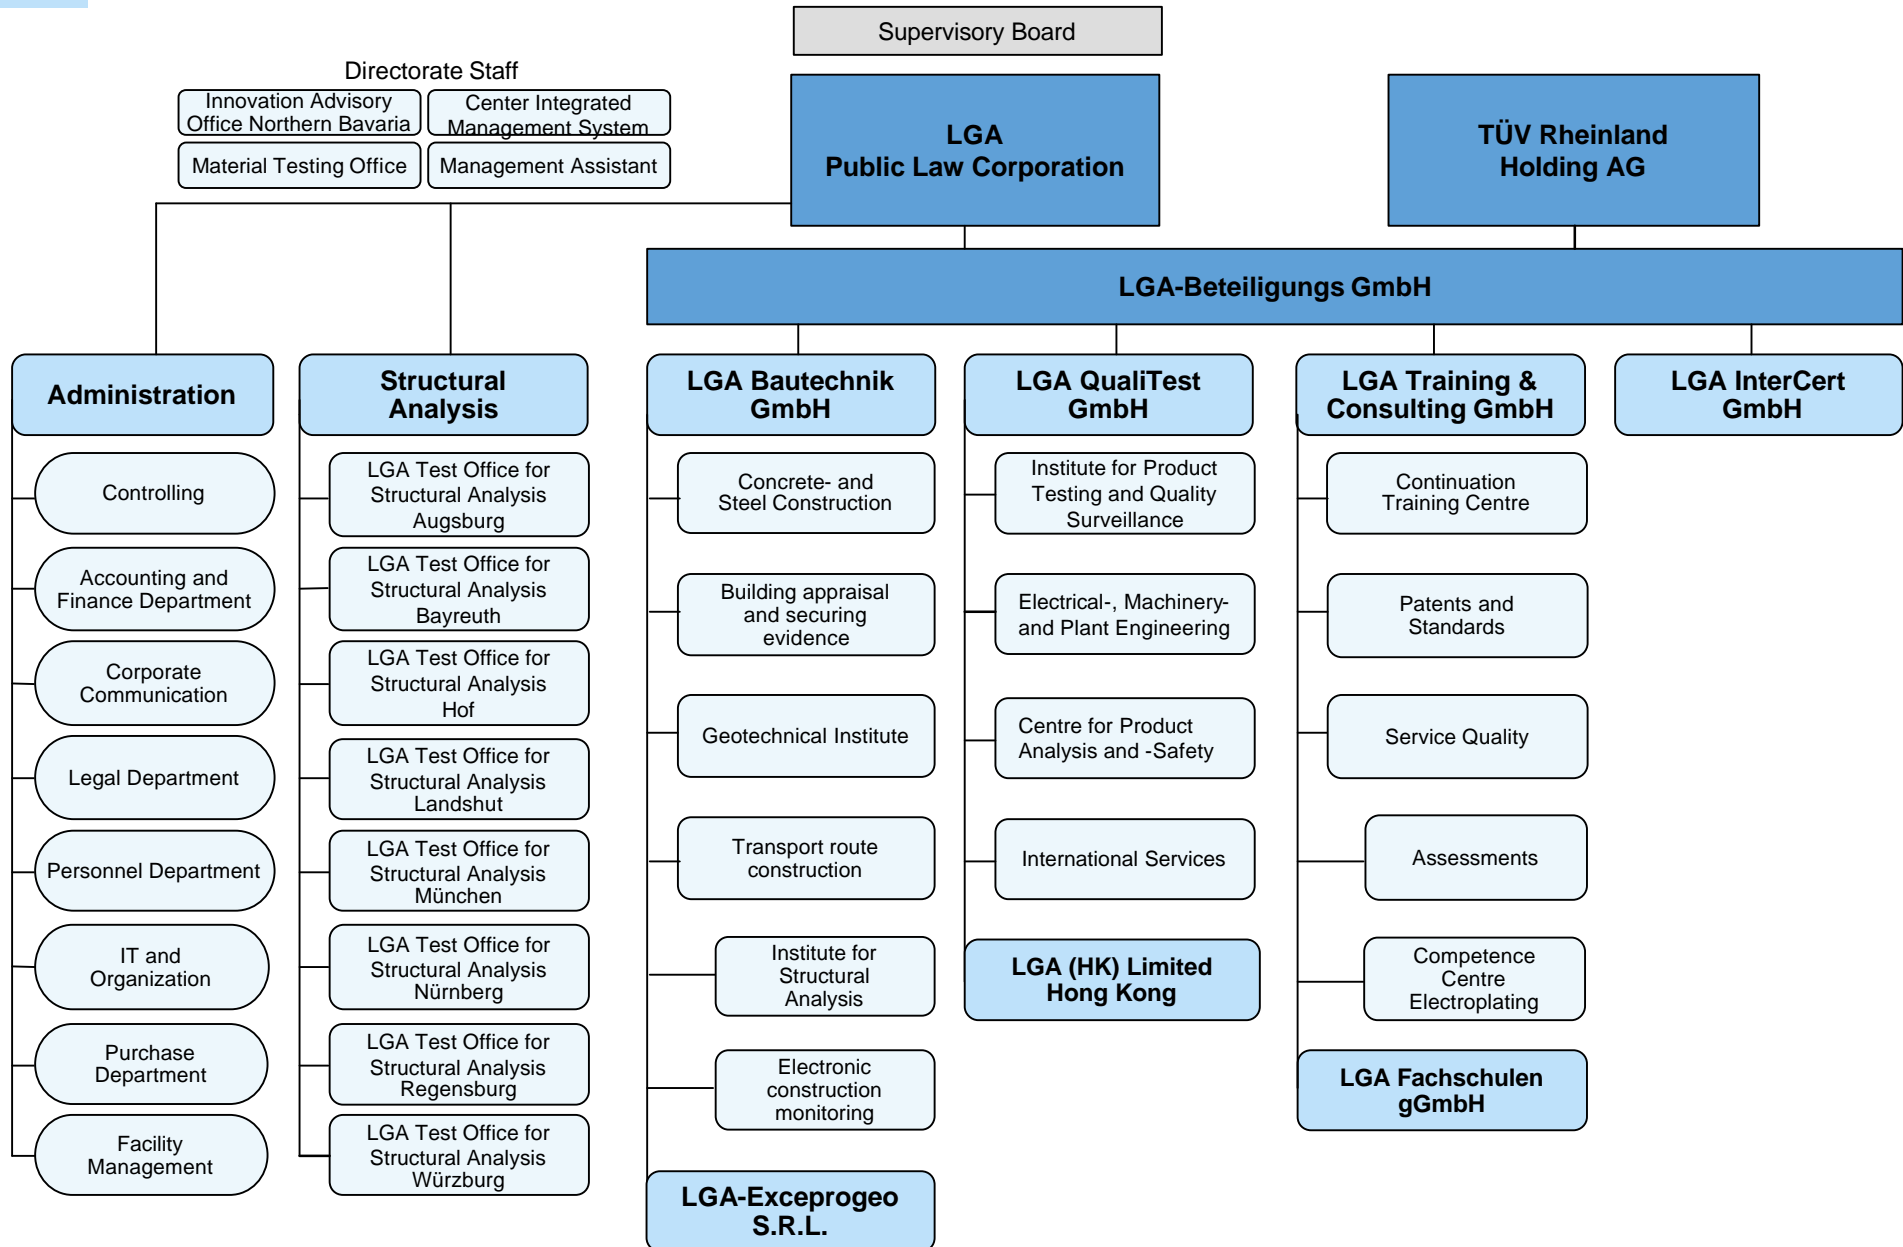 Supervisory Board
Directorate Staff
Innovation Advisory
Office Northern Bavaria
Center Integrated
Management System
Material Testing Office
Management Assistant
LGA
Public Law Corporation
TÜV Rheinland
Holding AG
LGA-Beteiligungs GmbH
Administration
Controlling
Accounting and
Finance Department
Corporate
Communication
Legal Department
Personnel Department
IT and
Organization
Purchase
Department
Facility
Management
Structural
Analysis
LGA Test Office for
Structural Analysis
Augsburg
LGA Test Office for
Structural Analysis
Bayreuth
LGA Test Office for
Structural Analysis
Hof
LGA Test Office for
Structural Analysis
Landshut
LGA Test Office for
Structural Analysis
München
LGA Test Office for
Structural Analysis
Nürnberg
LGA Test Office for
Structural Analysis
Regensburg
LGA Test Office for
Structural Analysis
Würzburg
LGA Bautechnik
GmbH
Concrete- and
Steel Construction
Building appraisal
and securing
evidence
Geotechnical Institute
Transport route
construction
Institute for
Structural
Analysis
Electronic
construction
monitoring
LGA-Exceprogeo
S.R.L.
LGA QualiTest
GmbH
Institute for Product
Testing and Quality
Surveillance
Electrical-, Machinery-
and Plant Engineering
Centre for Product
Analysis and -Safety
International Services
LGA (HK) Limited
Hong Kong
LGA Training &
Consulting GmbH
Continuation
Training Centre
Patents and
Standards
Service Quality
Assessments
Competence
Centre
Electroplating
LGA Fachschulen
gGmbH
LGA InterCert
GmbH